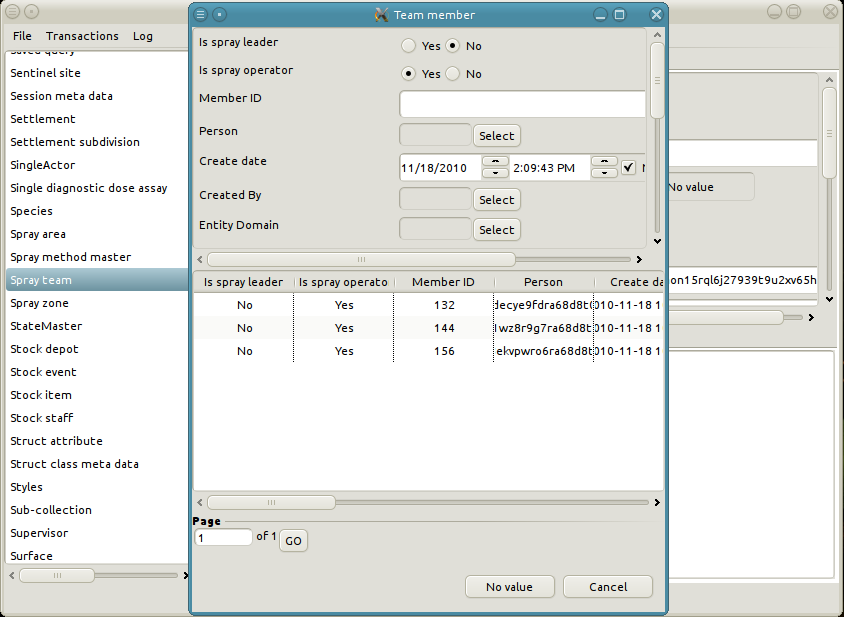 Team member
File Transactions Log
Saved query
Sentinel site
Session meta data
Settlement
Settlement subdivision
SingleActor
Single diagnostic dose assay
Species
Spray area
Spray method master
Spray team
Spray zone
StateMaster
Stock depot
Stock event
Stock item
Stock staff
Struct attribute
Struct class meta data
Styles
Sub-collection
Supervisor
Surface
Is spray leader Yes No
Is spray operator Yes No
Member ID
Person Select
Create date 11/18/2010 2:09:43 PM
Created By Select
Entity Domain Select
Is spray leader Is spray operato Member ID Person Create da
No Yes 132 decye9fdra68d8t 010-11-18 1
No Yes 144 wz8r9g7ra68d8t 010-11-18 1
No Yes 156 ekvpwro6ra68d8t 010-11-18 1
Page
1 of 1 GO
No value Cancel
No value
on15rql6j27939t9u2xv65h